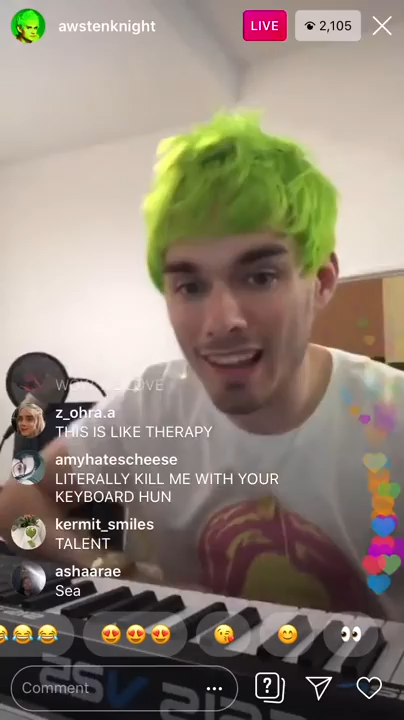 awstenknight
LIVE
2,105
z_ohra.a
THIS IS LIKE THERAPY
amyhatescheese
LITERALLY KILL ME WITH YOUR
KEYBOARD HUN
kermit_smiles
TALENT
ashaarae
Sea
Comment